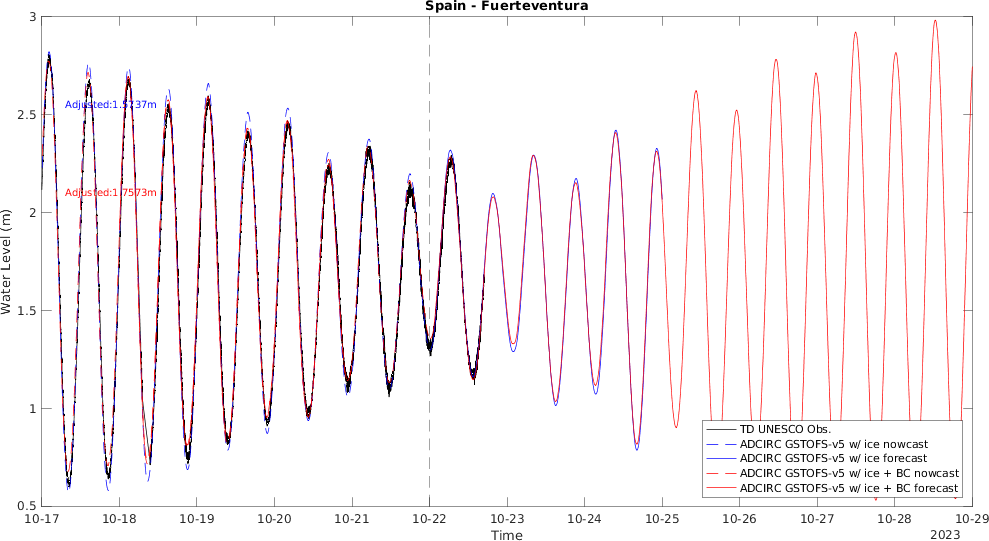 Spain - Fuerteventura
3
2.5
2
1.5
1
0.5
Water Level (m)
Adjusted:1.5737m
Adjusted:1.7573m
TD UNESCO Obs.
ADCIRC GSTOFS-v5 w/ ice nowcast
ADCIRC GSTOFS-v5 w/ ice forecast
ADCIRC GSTOFS-v5 w/ ice + BC nowcast
ADCIRC GSTOFS-v5 w/ ice + BC forecast
10-17 10-18 10-19 10-20 10-21 10-22 10-23 10-24 10-25 10-26 10-27 10-28 10-29
Time
2023